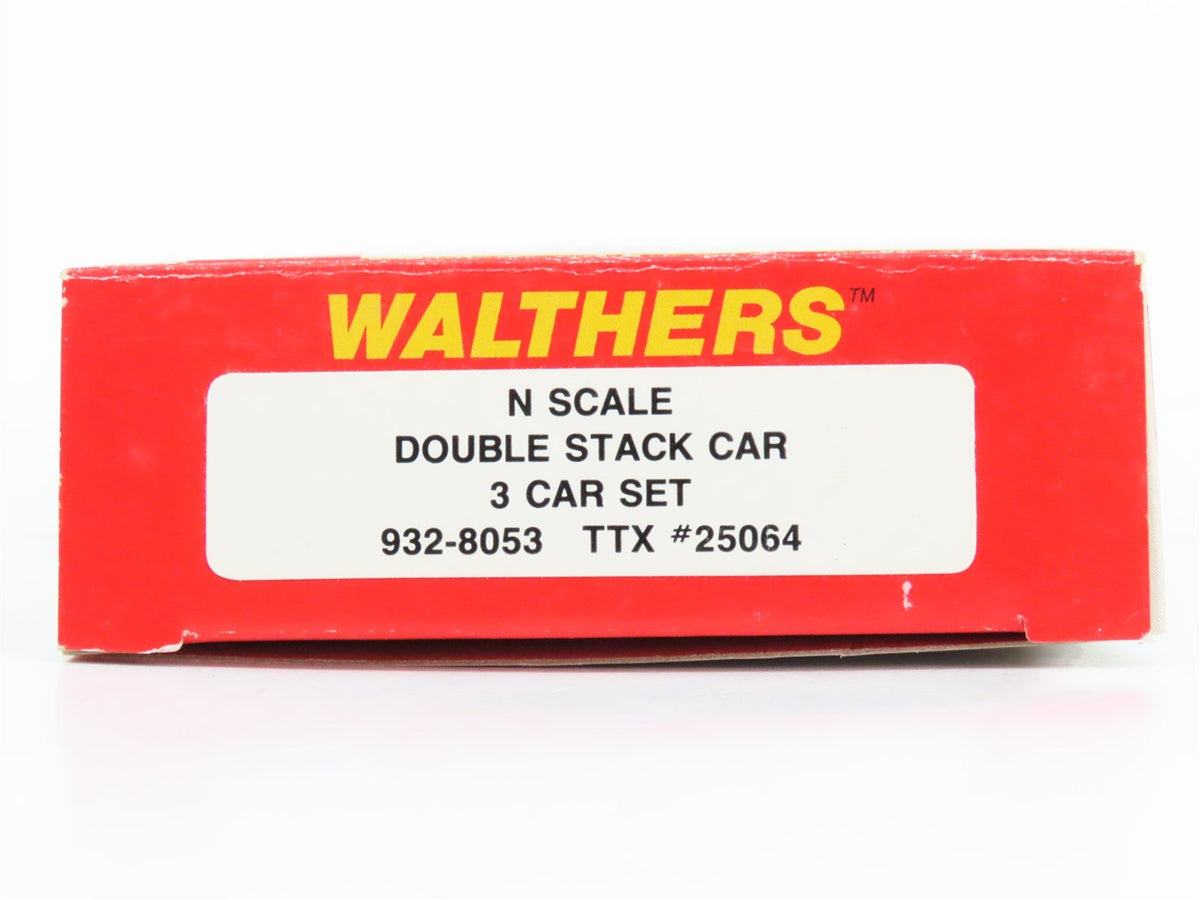 WALTHERS™
N SCALE
DOUBLE STACK CAR
3 CAR SET
932-8053 TTX #25064